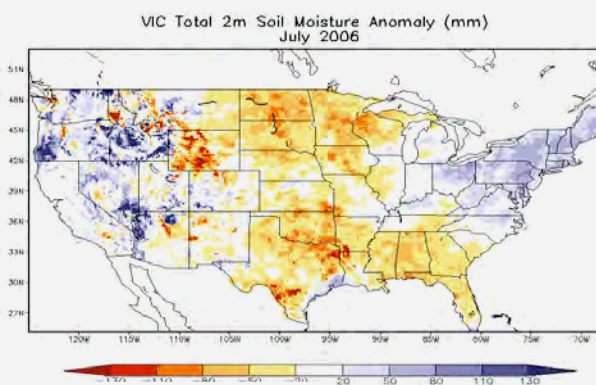 VIC Total 2m Soil Moisture Anomaly (mm)
July 2006
51N
48N
45N
42N
39N
36N
33N
30N
27N
120W 115W 110W 105W 100W 95W 90W 85W 80W 75W 70W
-130 -110 -80 -50 -20 20 50 80 110 130